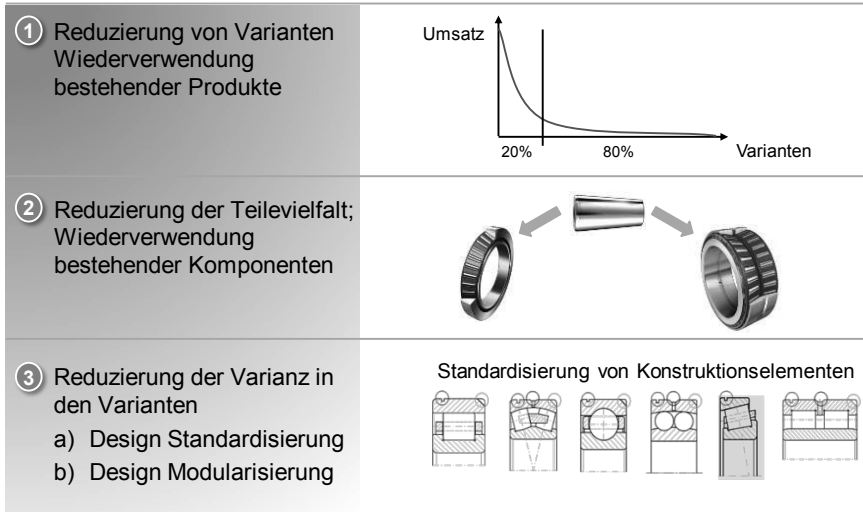 1 Reduzierung von Varianten
Wiederverwendung
bestehender Produkte
Umsatz
20%
80%
Varianten
2 Reduzierung der Teilevielfalt;
Wiederverwendung
bestehender Komponenten
3 Reduzierung der Varianz in
den Varianten
a) Design Standardisierung
b) Design Modularisierung
Standardisierung von Konstruktionselementen